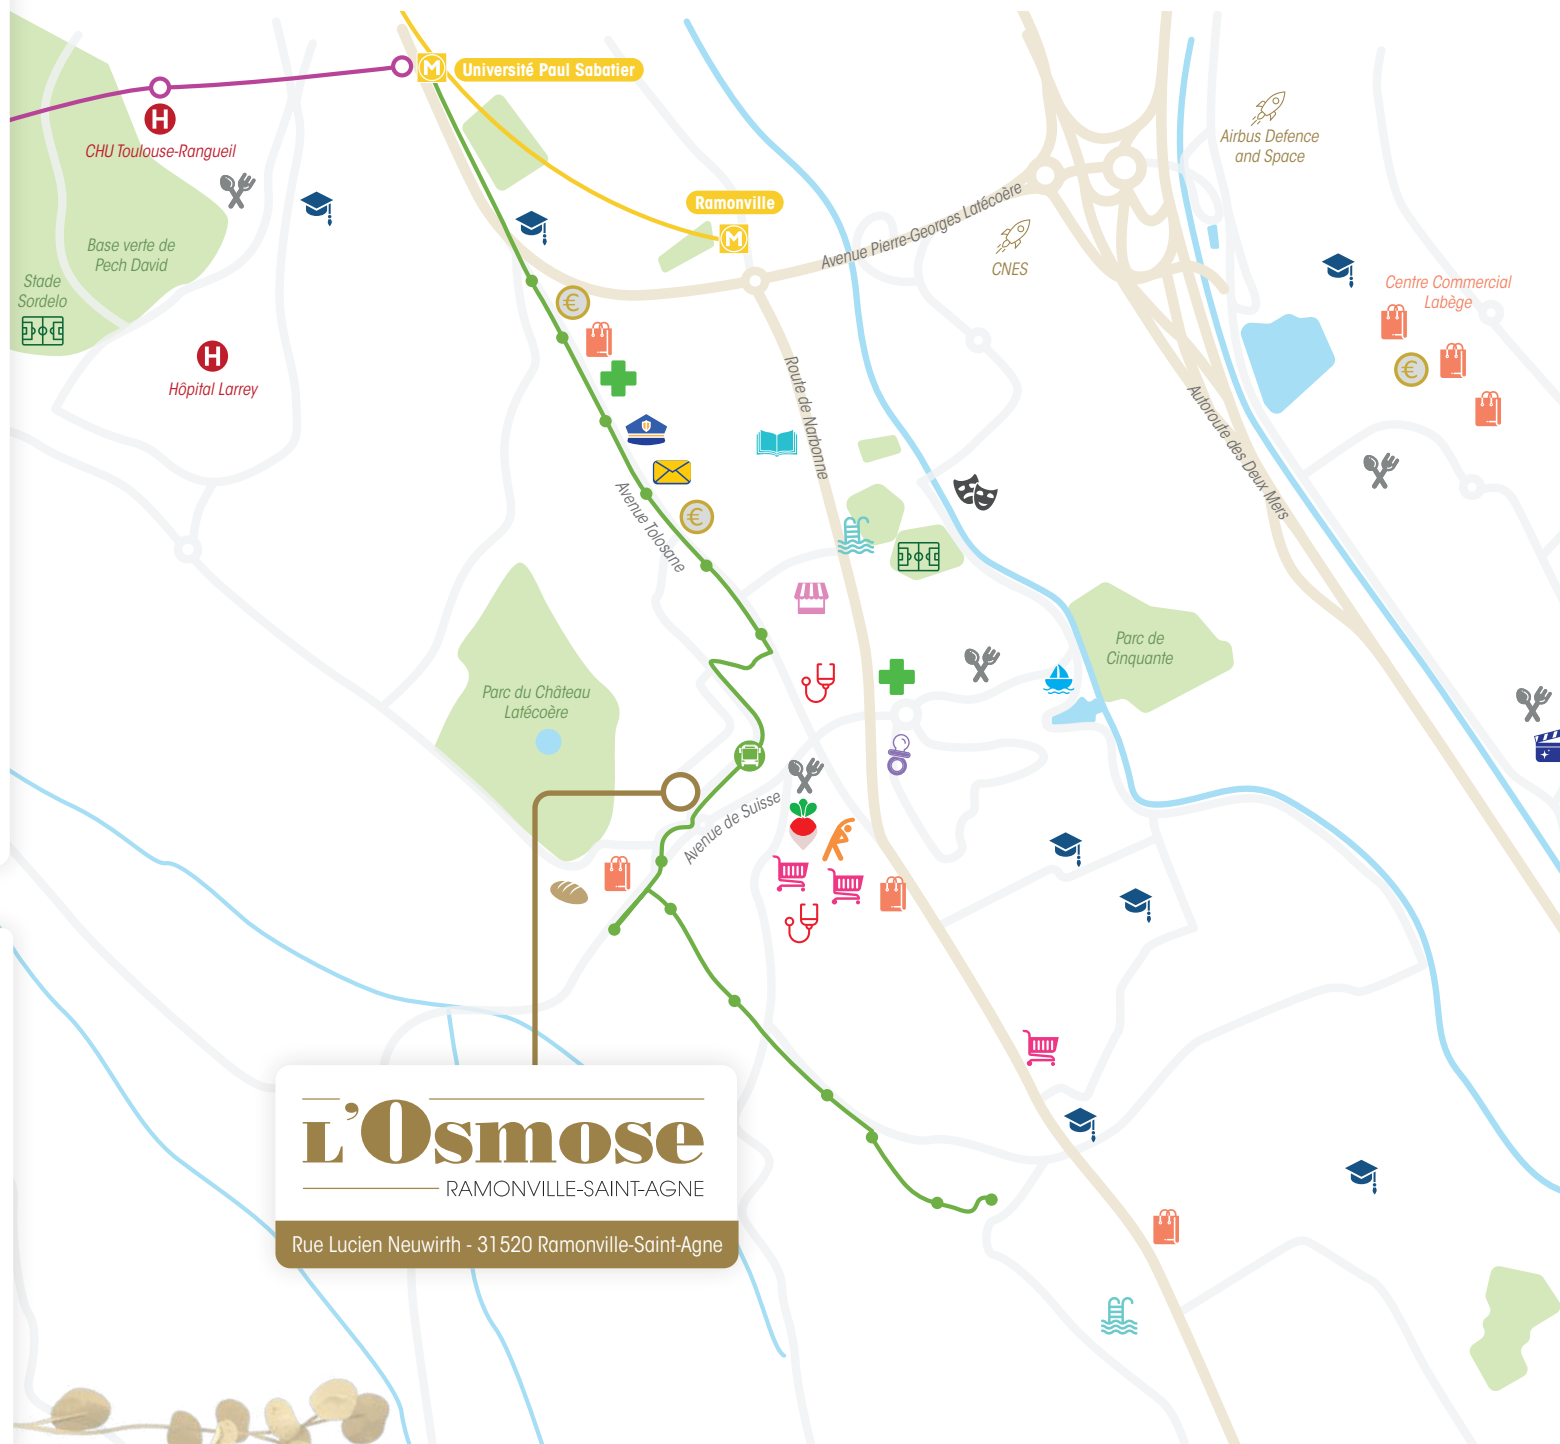 M
Université Paul Sabatier
H
CHU Toulouse-Rangueil
Airbus Defence
and Space
Ramonville
M
Avenue Pierre-Georges Latécoère
Base verte de
Pech David
CNES
Stade
Sordelo
Centre Commercial
Labège
€
H
Hôpital Larrey
Route de Narbonne
€
Autoroute des Deux Mers
Avenue Tolosane
€
Parc de
Cinquante
Parc du Château
Latécoère
Avenue de Suisse
L'Osmose
RAMONVILLE-SAINT-AGNE
Rue Lucien Neuwirth - 31520 Ramonville-Saint-Agne